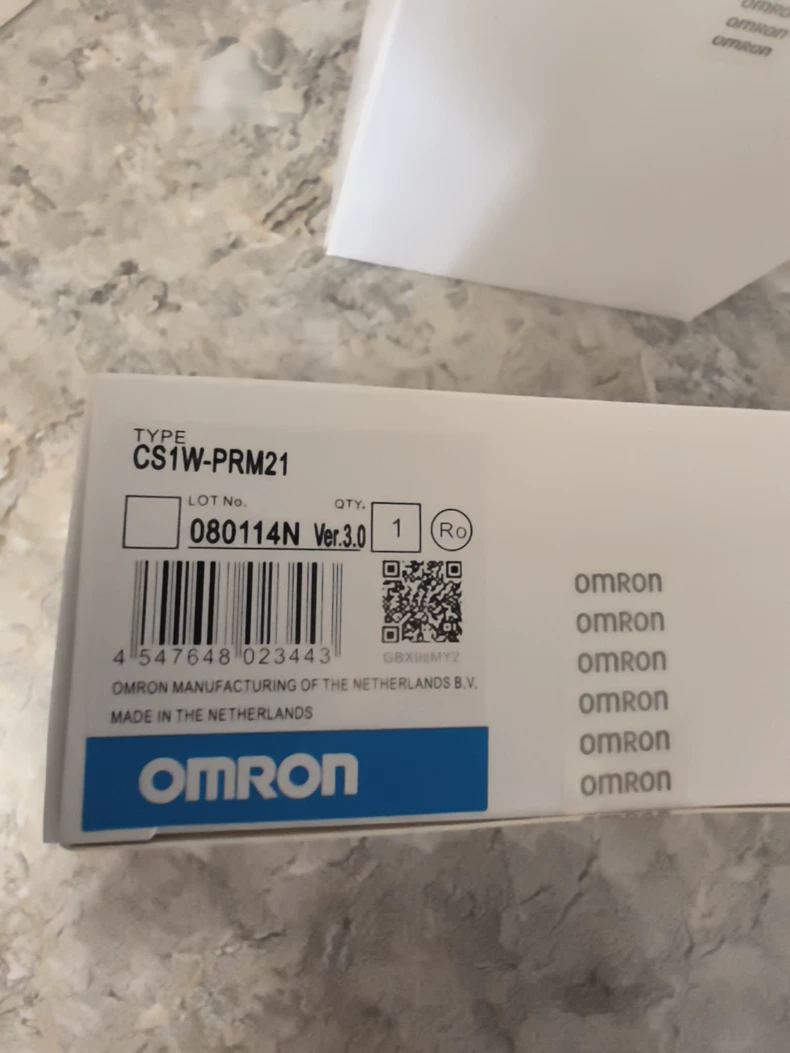 omron
omron
omron
TYPE
CS1W-PRM21
LOT No.
QTY.
080114N Ver.3.0
1
Ro
4 547648 023443
OMRON MANUFACTURING OF THE NETHERLANDS B.V.
MADE IN THE NETHERLANDS
omron
omron
omron
omron
omron
omron
omron